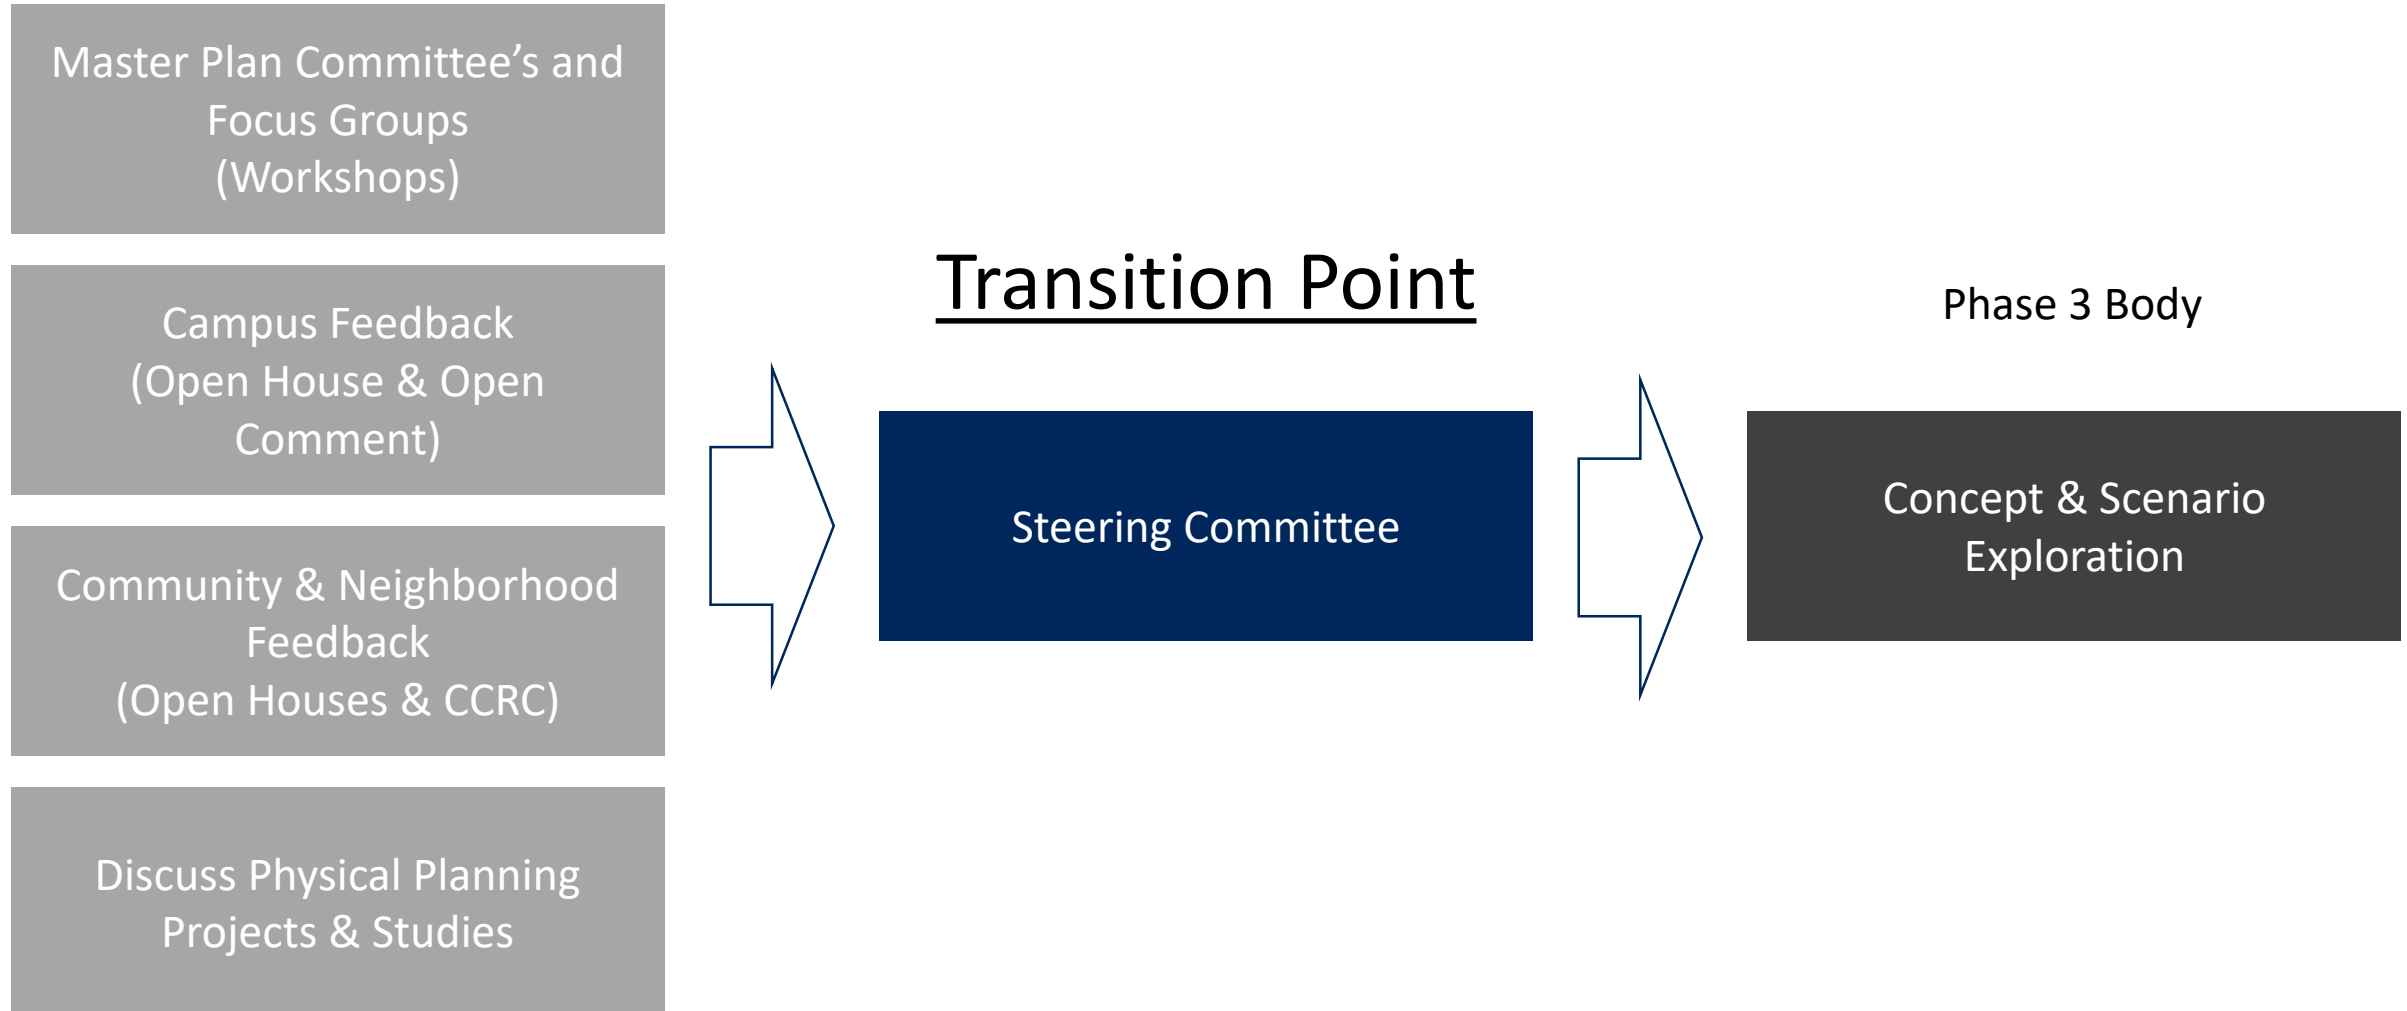 Master Plan Committee’s and
Focus Groups
(Workshops)
Campus Feedback
(Open House & Open
Comment)
Community & Neighborhood
Feedback
(Open Houses & CCRC)
Discuss Physical Planning
Projects & Studies
Transition Point
Steering Committee
Phase 3 Body
Concept & Scenario
Exploration